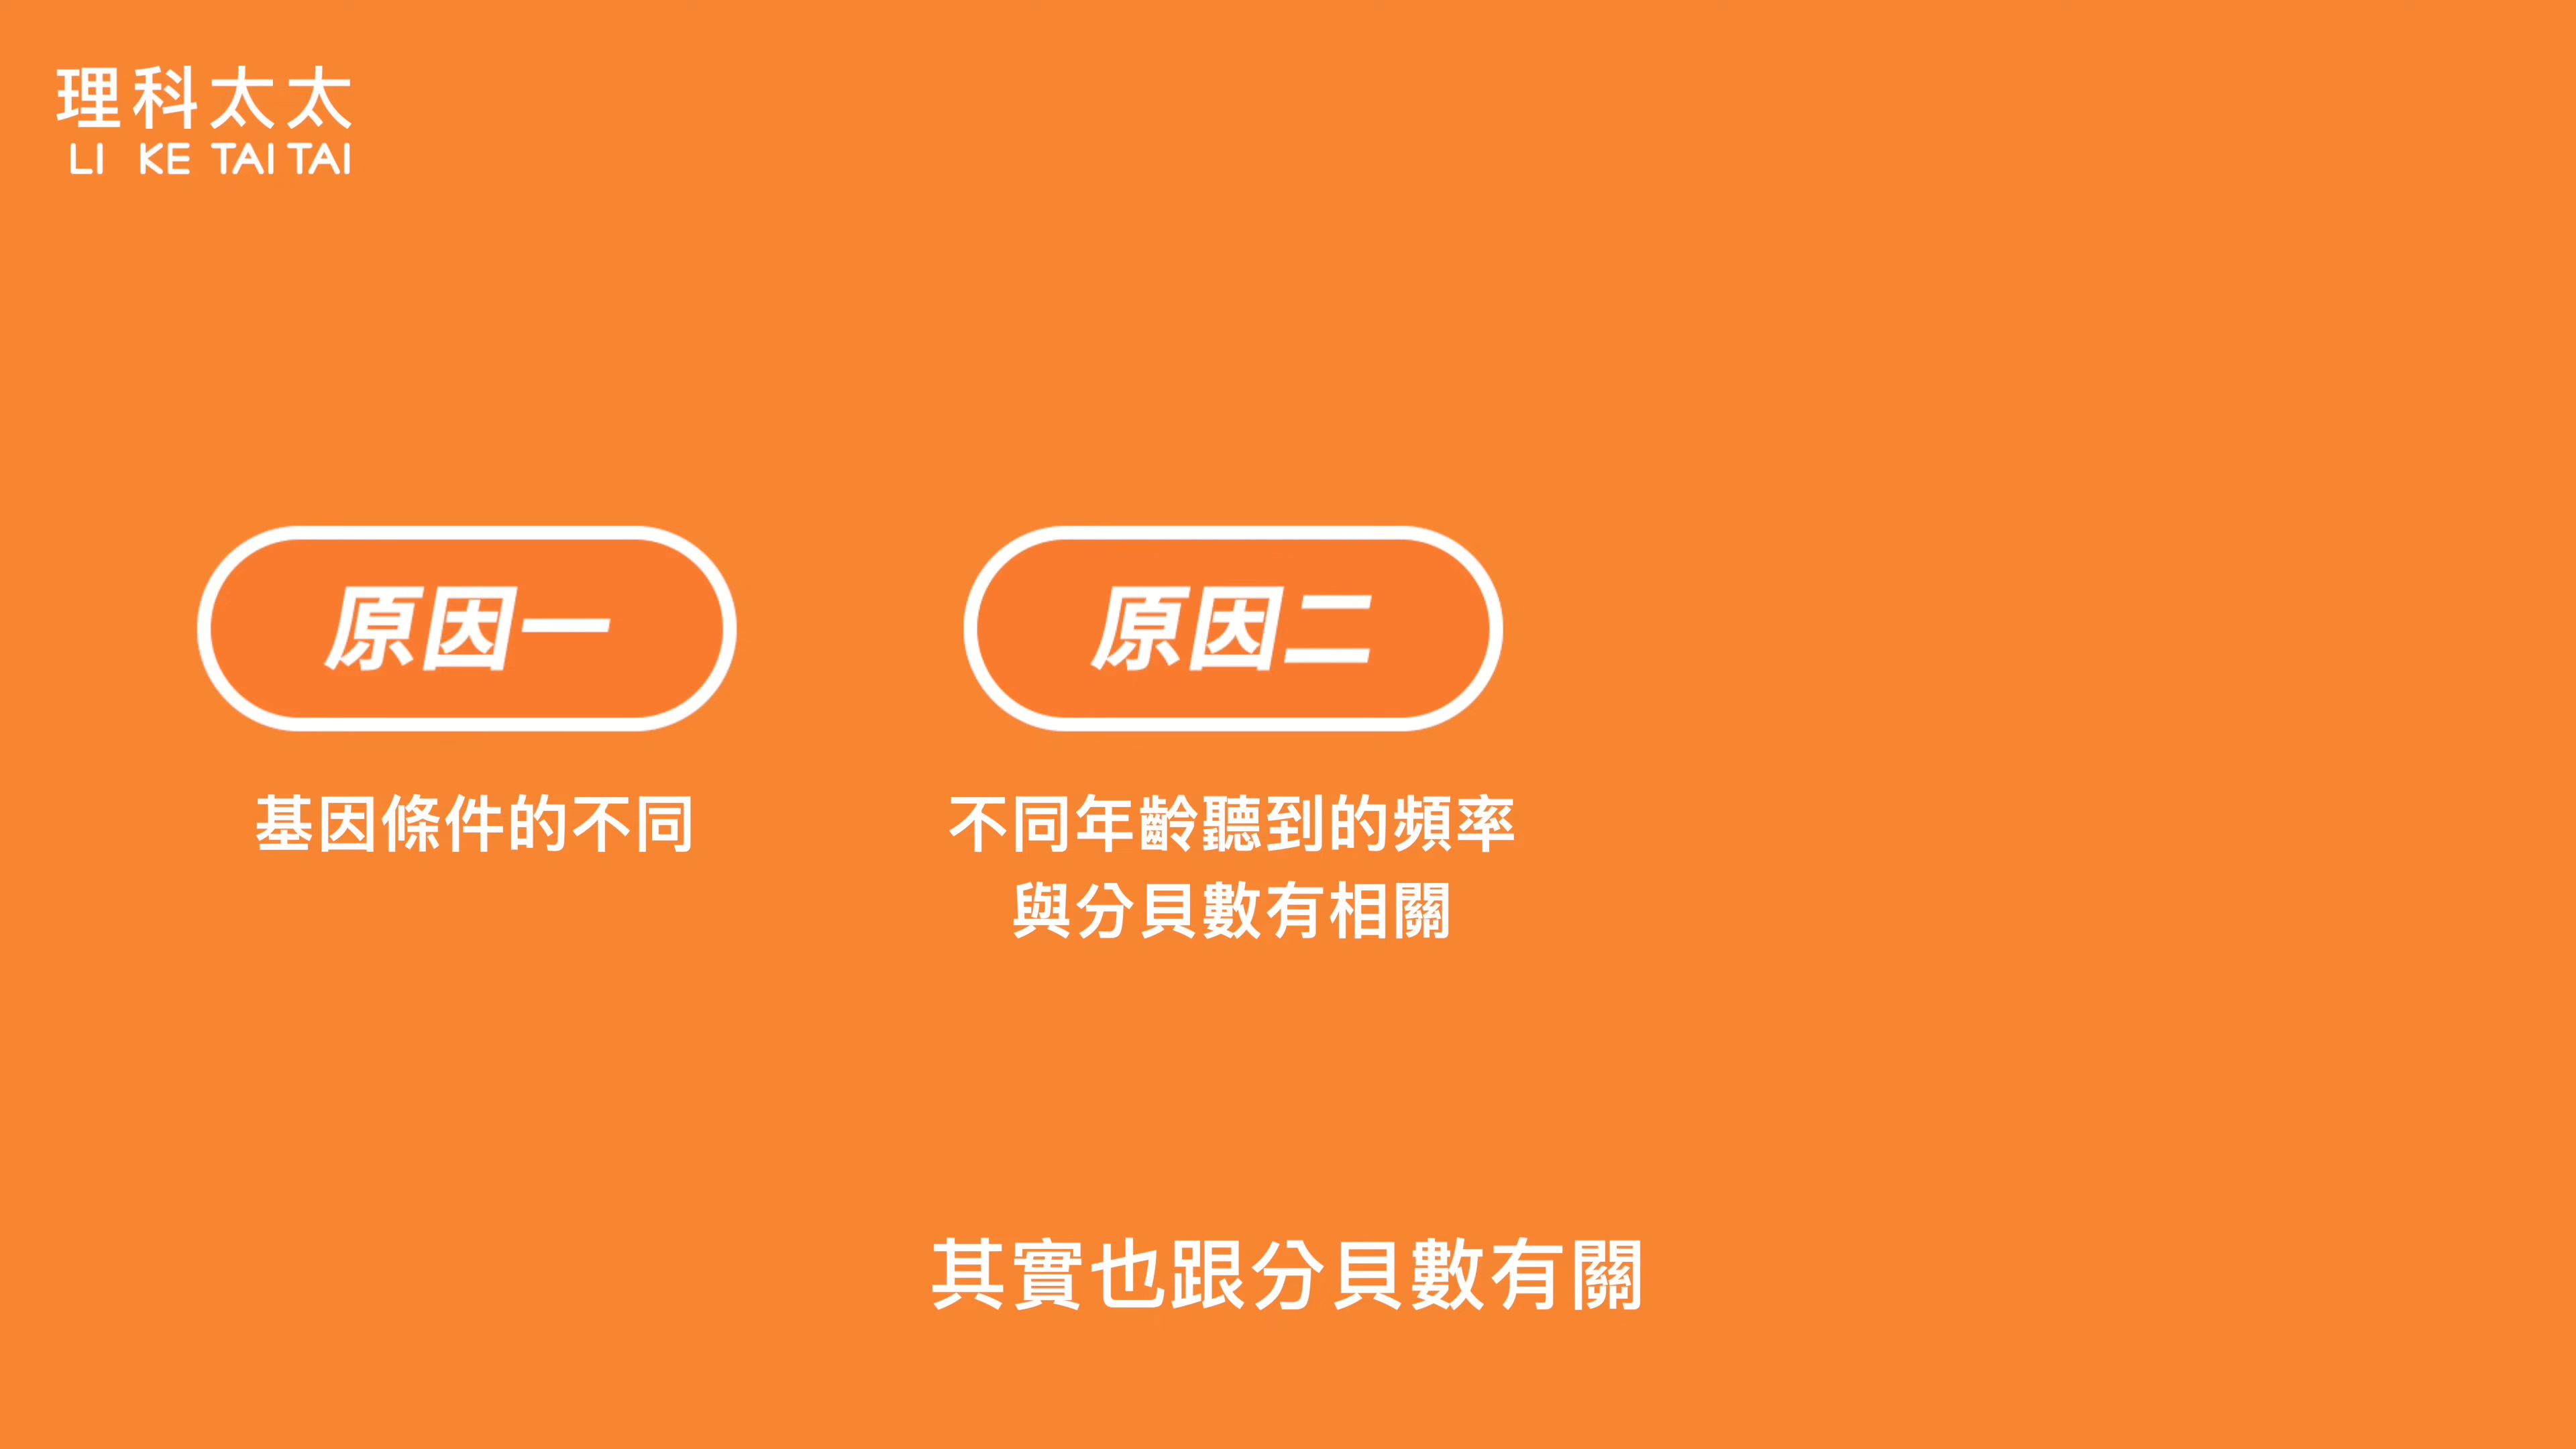 理科太太
LI KE TAI TAI
原因一
基因條件的不同
原因二
不同年齡聽到的頻率
與分貝數有相關
其實也跟分貝數有關